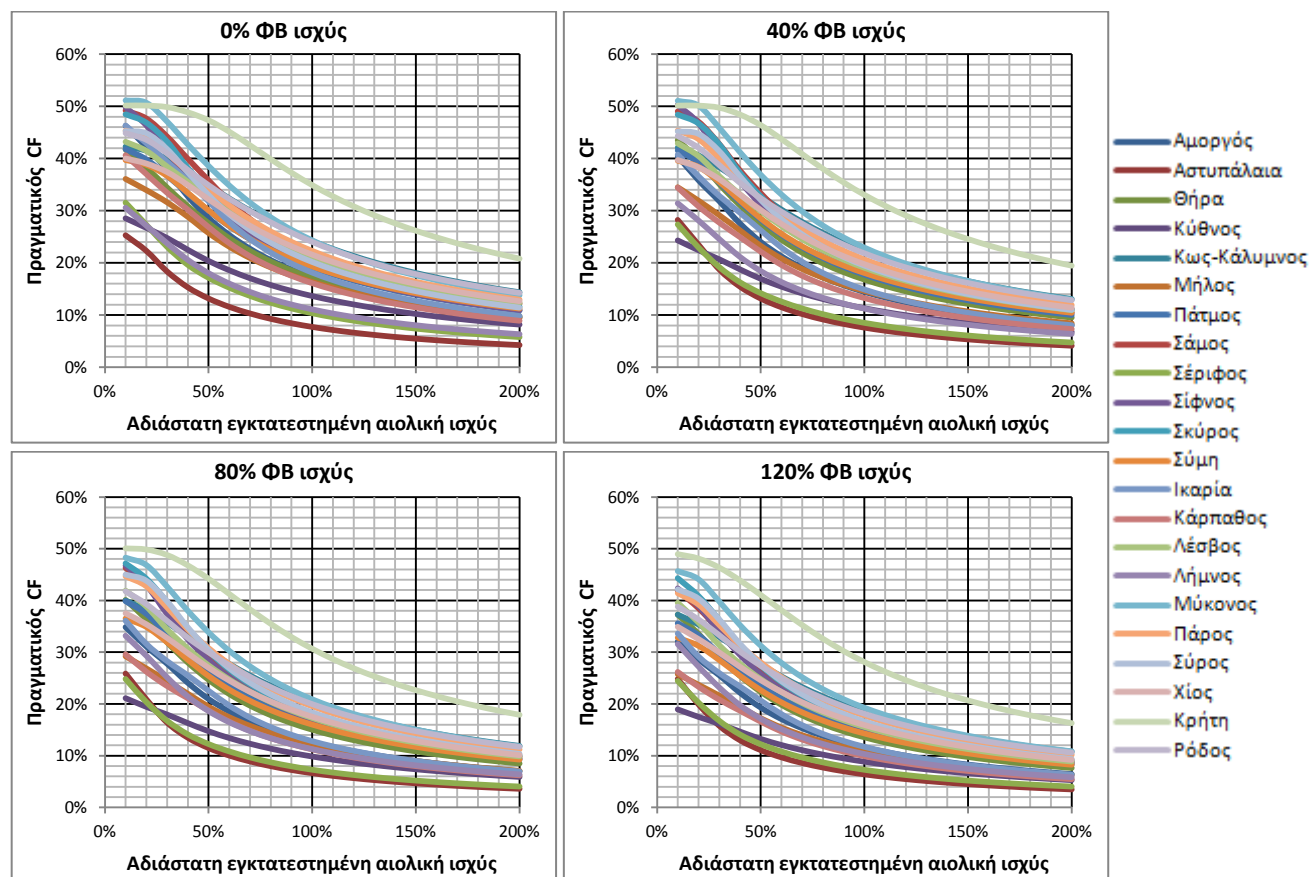 0% ΦΒ ισχύς
60%
50%
40%
30%
20%
10%
0%
0% 50% 100% 150% 200%
Πραγματικός CF
Αδιάστατη εγκτατεστημένη αιολική ισχύς
40% ΦΒ ισχύς
60%
50%
40%
30%
20%
10%
0%
0% 50% 100% 150% 200%
Πραγματικός CF
Αδιάστατη εγκτατεστημένη αιολική ισχύς
80% ΦΒ ισχύς
60%
50%
40%
30%
20%
10%
0%
0% 50% 100% 150% 200%
Πραγματικός CF
Αδιάστατη εγκτατεστημένη αιολική ισχύς
120% ΦΒ ισχύς
60%
50%
40%
30%
20%
10%
0%
0% 50% 100% 150% 200%
Πραγματικός CF
Αδιάστατη εγκτατεστημένη αιολική ισχύς
Αμοργός
Αστυπάλαια
Θήρα
Κύθνος
Κως-Κάλυμνος
Μήλος
Πάτμος
Σάμος
Σέριφος
Σίφνος
Σκύρος
Σύμη
Ικαρία
Κάρπαθος
Λέσβος
Λήμνος
Μύκονος
Πάρος
Σύρος
Χίος
Κρήτη
Ρόδος